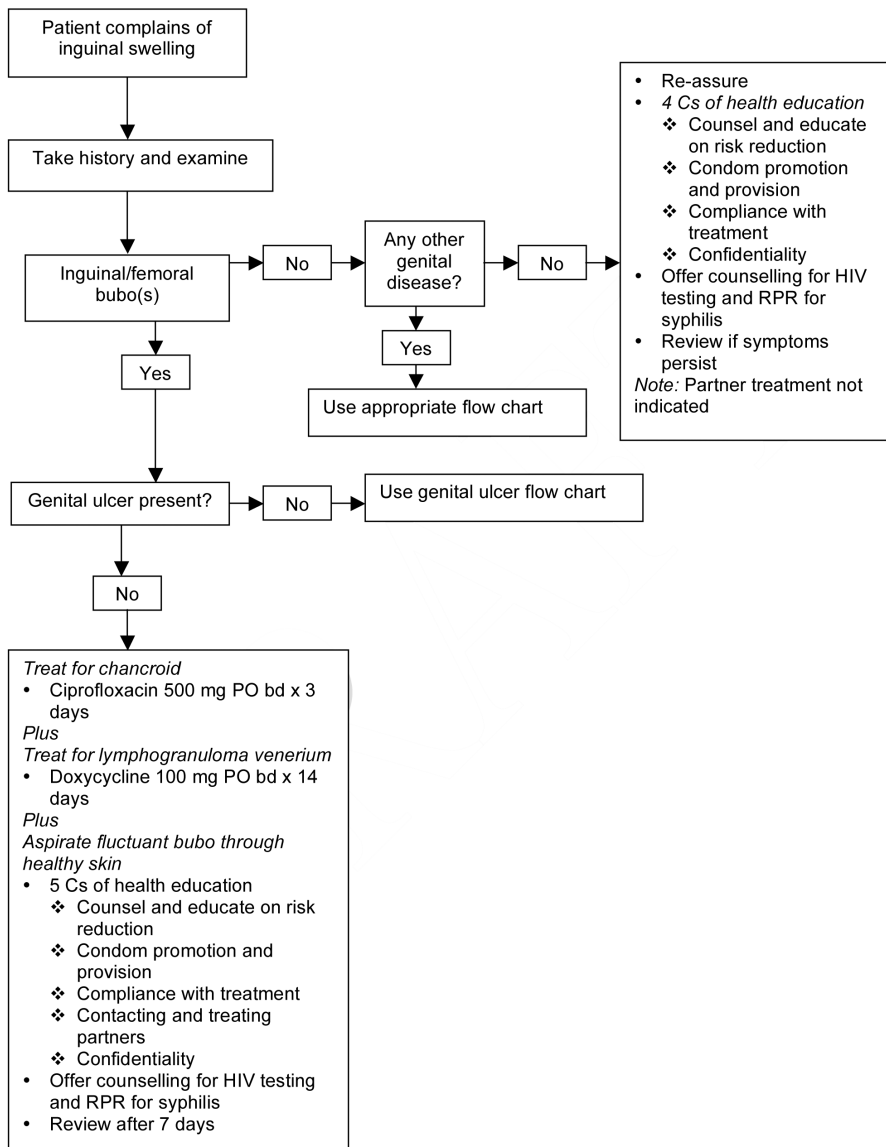 Patient complains of
inguinal swelling
Take history and examine
Inguinal/femoral
bubo(s)
No
Any other
genital
disease?
No
• Re-assure
• 4 Cs of health education
❖ Counsel and educate
on risk reduction
❖ Condom promotion
and provision
❖ Compliance with
treatment
❖ Confidentiality
• Offer counselling for HIV
testing and RPR for
syphilis
• Review if symptoms
persist
Note: Partner treatment not
indicated
Yes
Use appropriate flow chart
Yes
Genital ulcer present?
No
Use genital ulcer flow chart
No
Treat for chancroid
• Ciprofloxacin 500 mg PO bd x 3
days
Plus
Treat for lymphogranuloma venerium
• Doxycycline 100 mg PO bd x 14
days
Plus
Aspirate fluctuant bubo through
healthy skin
• 5 Cs of health education
❖ Counsel and educate on risk
reduction
❖ Condom promotion and
provision
❖ Compliance with treatment
❖ Contacting and treating
partners
❖ Confidentiality
• Offer counselling for HIV testing
and RPR for syphilis
• Review after 7 days